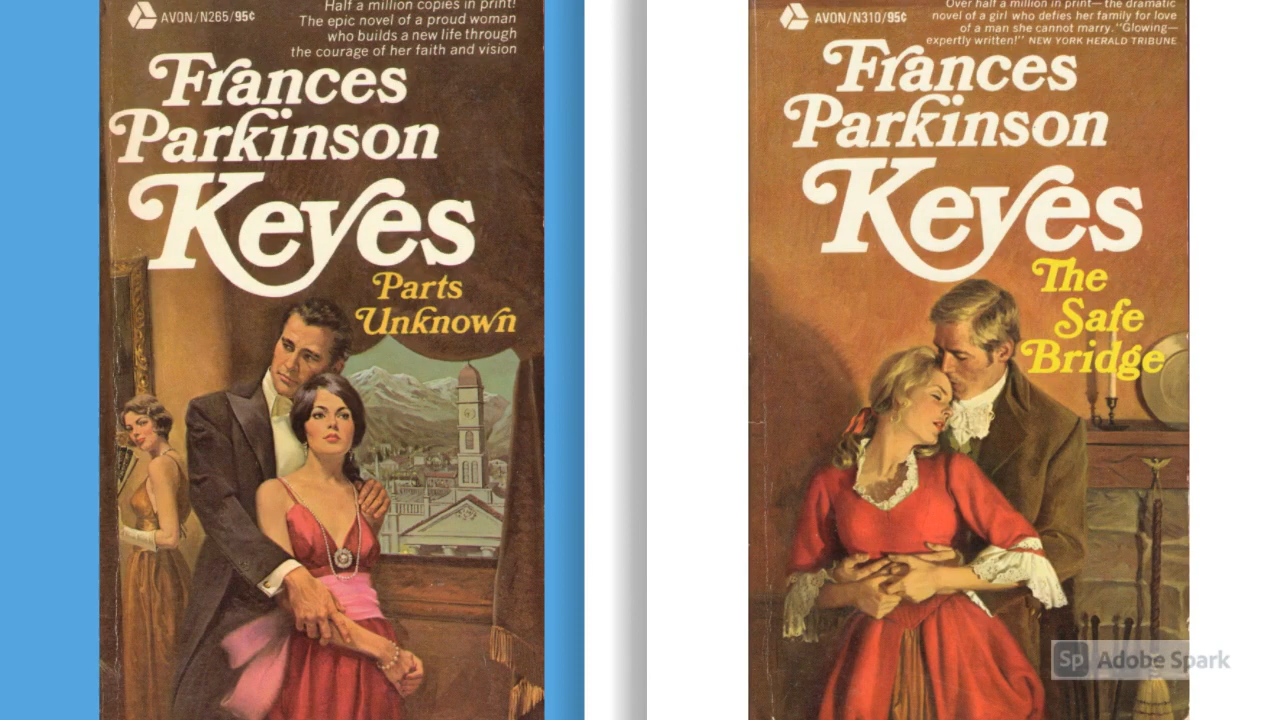 AVON/N265/95¢
Half a million copies in print!
The epic novel of a proud woman
who builds a new life through
the courage of her faith and vision
Frances
Parkinson
Keyes
Parts
Unknown
AVON/N310/95¢
Over half a million in print—the dramatic
novel of a girl who defies her family for love
of a man she cannot marry. "Glowing—
expertly written!" NEW YORK HERALD TRIBUNE
Frances
Parkinson
Keyes
The
Safe
Bridge
Sp Adobe Spark